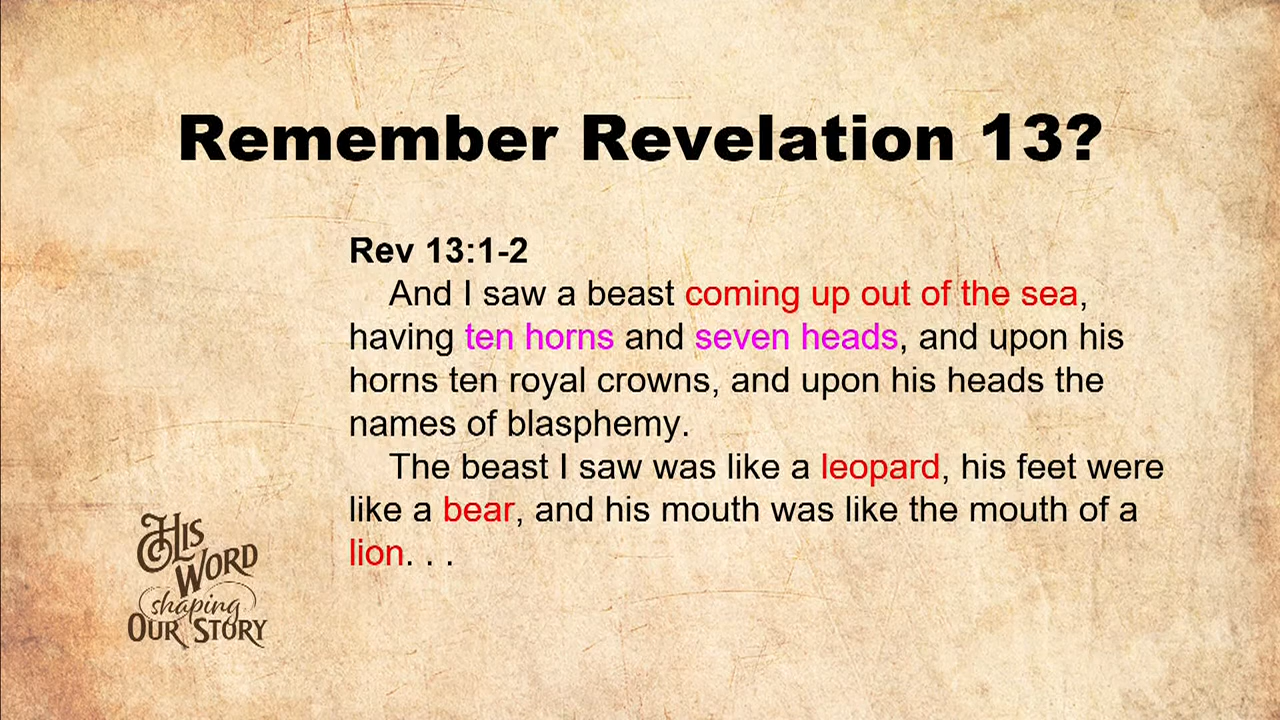 Remember Revelation 13?
Rev 13:1-2
And I saw a beast coming up out of the sea,
having ten horns and seven heads, and upon his
horns ten royal crowns, and upon his heads the
names of blasphemy.
The beast I saw was like a leopard, his feet were
like a bear, and his mouth was like the mouth of a
lion. . .
His
Word
shaping
Our Story